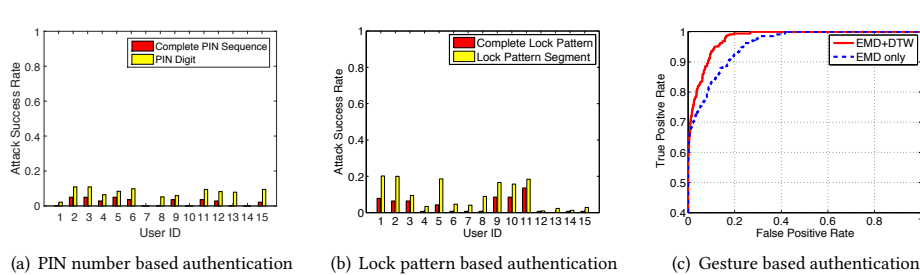 1
0.8
0.6
0.4
0.2
0
Attack Success Rate
Complete PIN Sequence
PIN Digit
1 2 3 4 5 6 7 8 9 10 11 12 13 14 15
User ID
(a) PIN number based authentication
1
0.8
0.6
0.4
0.2
0
Attack Success Rate
Complete Lock Pattern
Lock Pattern Segment
1 2 3 4 5 6 7 8 9 10 11 12 13 14 15
User ID
(b) Lock pattern based authentication
1
0.9
0.8
0.7
0.6
0.5
0.4
True Positive Rate
EMD+DTW
EMD only
0 0.2 0.4 0.6 0.8 1
False Positive Rate
(c) Gesture based authentication